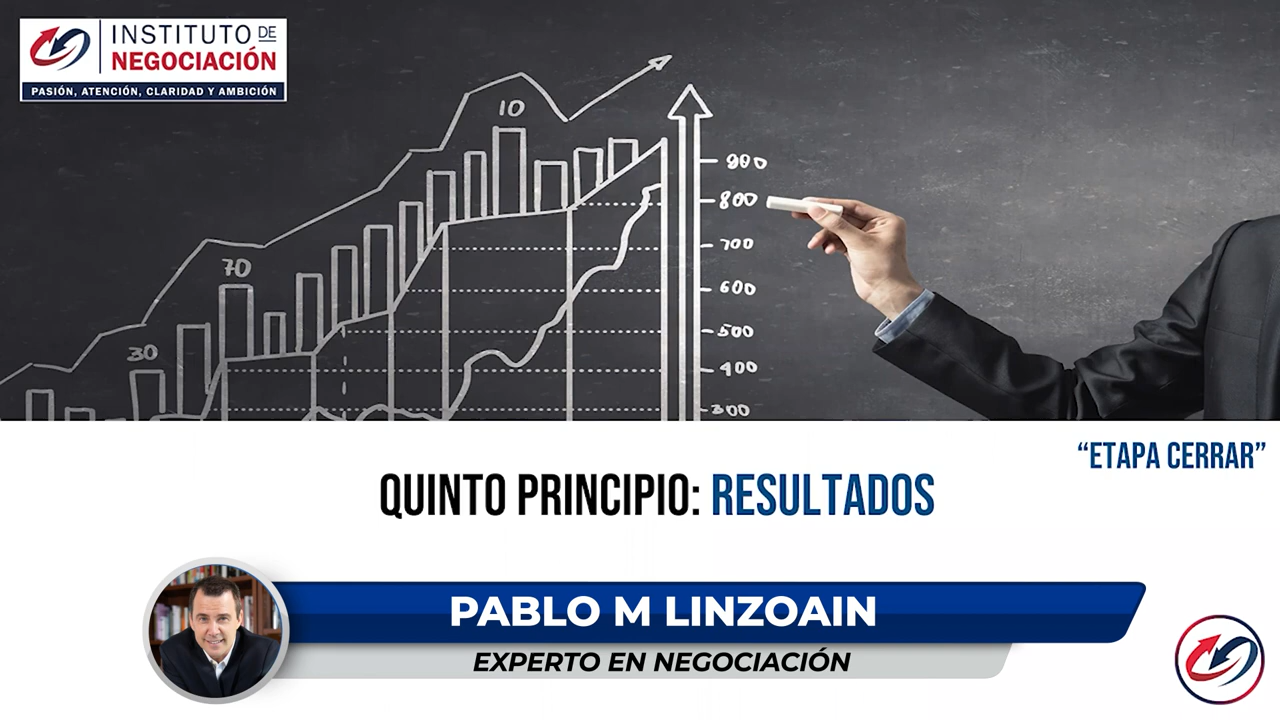 INSTITUTO DE
NEGOCIACIÓN
PASIÓN, ATENCIÓN, CLARIDAD Y AMBICIÓN
10
70
30
900
800
700
600
500
400
300
“ETAPA CERRAR”
QUINTO PRINCIPIO: RESULTADOS
PABLO M LINZOAIN
EXPERTO EN NEGOCIACIÓN